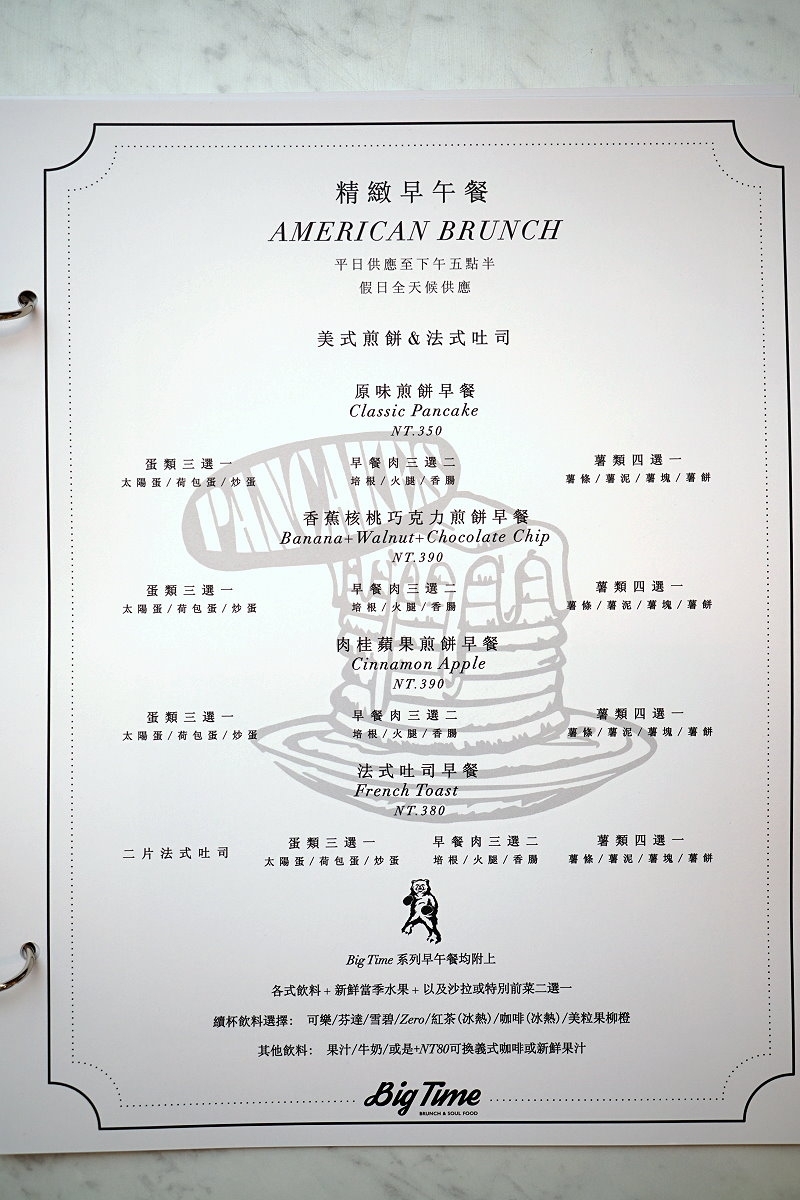 精緻早午餐
AMERICAN BRUNCH
平日供應至下午五點半
假日全天候供應
美式煎餅&法式吐司
原味煎餅早餐
Classic Pancake
NT.350
PANCAKES
蛋類三選一 早餐肉三選二 薯類四選一
太陽蛋/荷包蛋/炒蛋 培根/火腿/香腸 薯條/薯泥/薯塊/薯餅
香蕉核桃巧克力煎餅早餐
Banana+Walnut+Chocolate Chip
NT.390
蛋類三選一 早餐肉三選二 薯類四選一
太陽蛋/荷包蛋/炒蛋 培根/火腿/香腸 薯條/薯泥/薯塊/薯餅
肉桂蘋果煎餅早餐
Cinnamon Apple
NT.390
蛋類三選一 早餐肉三選二 薯類四選一
太陽蛋/荷包蛋/炒蛋 培根/火腿/香腸 薯條/薯泥/薯塊/薯餅
法式吐司早餐
French Toast
NT.380
二片法式吐司 蛋類三選一 早餐肉三選二 薯類四選一
太陽蛋/荷包蛋/炒蛋 培根/火腿/香腸 薯條/薯泥/薯塊/薯餅
Big Time 系列早午餐均附上
各式飲料 + 新鮮當季水果 + 以及沙拉或特別前菜二選一
續杯飲料選擇： 可樂/芬達/雪碧/Zero/紅茶(冰熱)/咖啡(冰熱)/美粒果柳橙
其他飲料： 果汁/牛奶/或是+NT80可換義式咖啡或新鮮果汁
Big Time
BRUNCH & SOUL FOOD